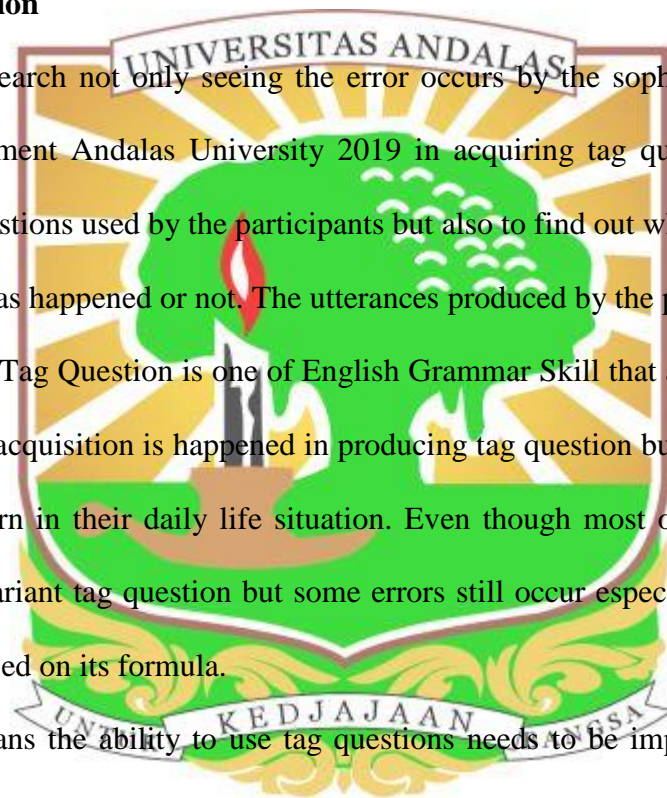 ion
UNIVERSITAS ANDALAS
earch not only seeing the error occurs by the soph
ment Andalas University 2019 in acquiring tag qu
stions used by the participants but also to find out w
as happened or not. The utterances produced by the p
Tag Question is one of English Grammar Skill that
acquisition is happened in producing tag question bu
rn in their daily life situation. Even though most o
ariant tag question but some errors still occur espec
ed on its formula.
UNTUK KEDJAJAAN BANGSA
ans the ability to use tag questions needs to be imp